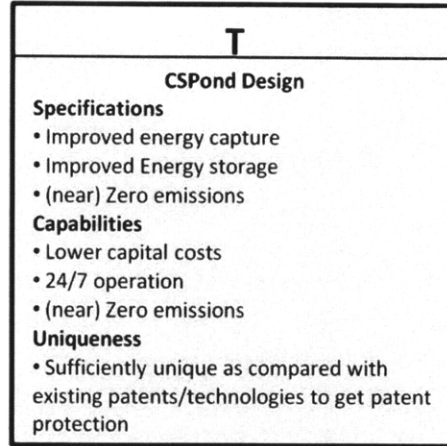 T
CSPond Design
Specifications
• Improved energy capture
• Improved Energy storage
• (near) Zero emissions
Capabilities
• Lower capital costs
• 24/7 operation
• (near) Zero emissions
Uniqueness
• Sufficiently unique as compared with
existing patents/technologies to get patent
protection